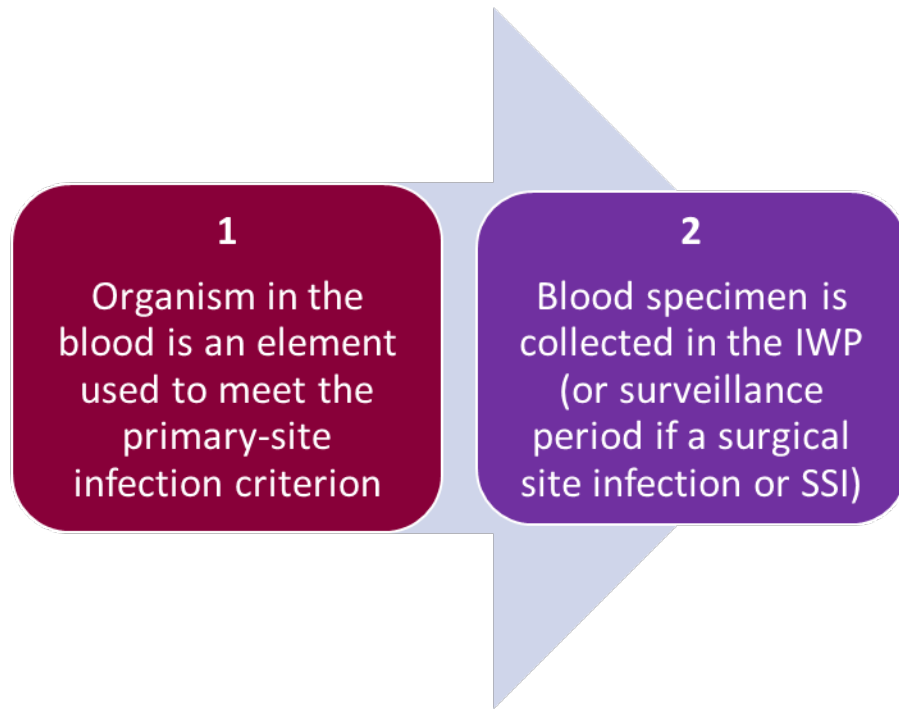 1
Organism in the
blood is an element
used to meet the
primary-site
infection criterion
2
Blood specimen is
collected in the IWP
(or surveillance
period if a surgical
site infection or SSI)